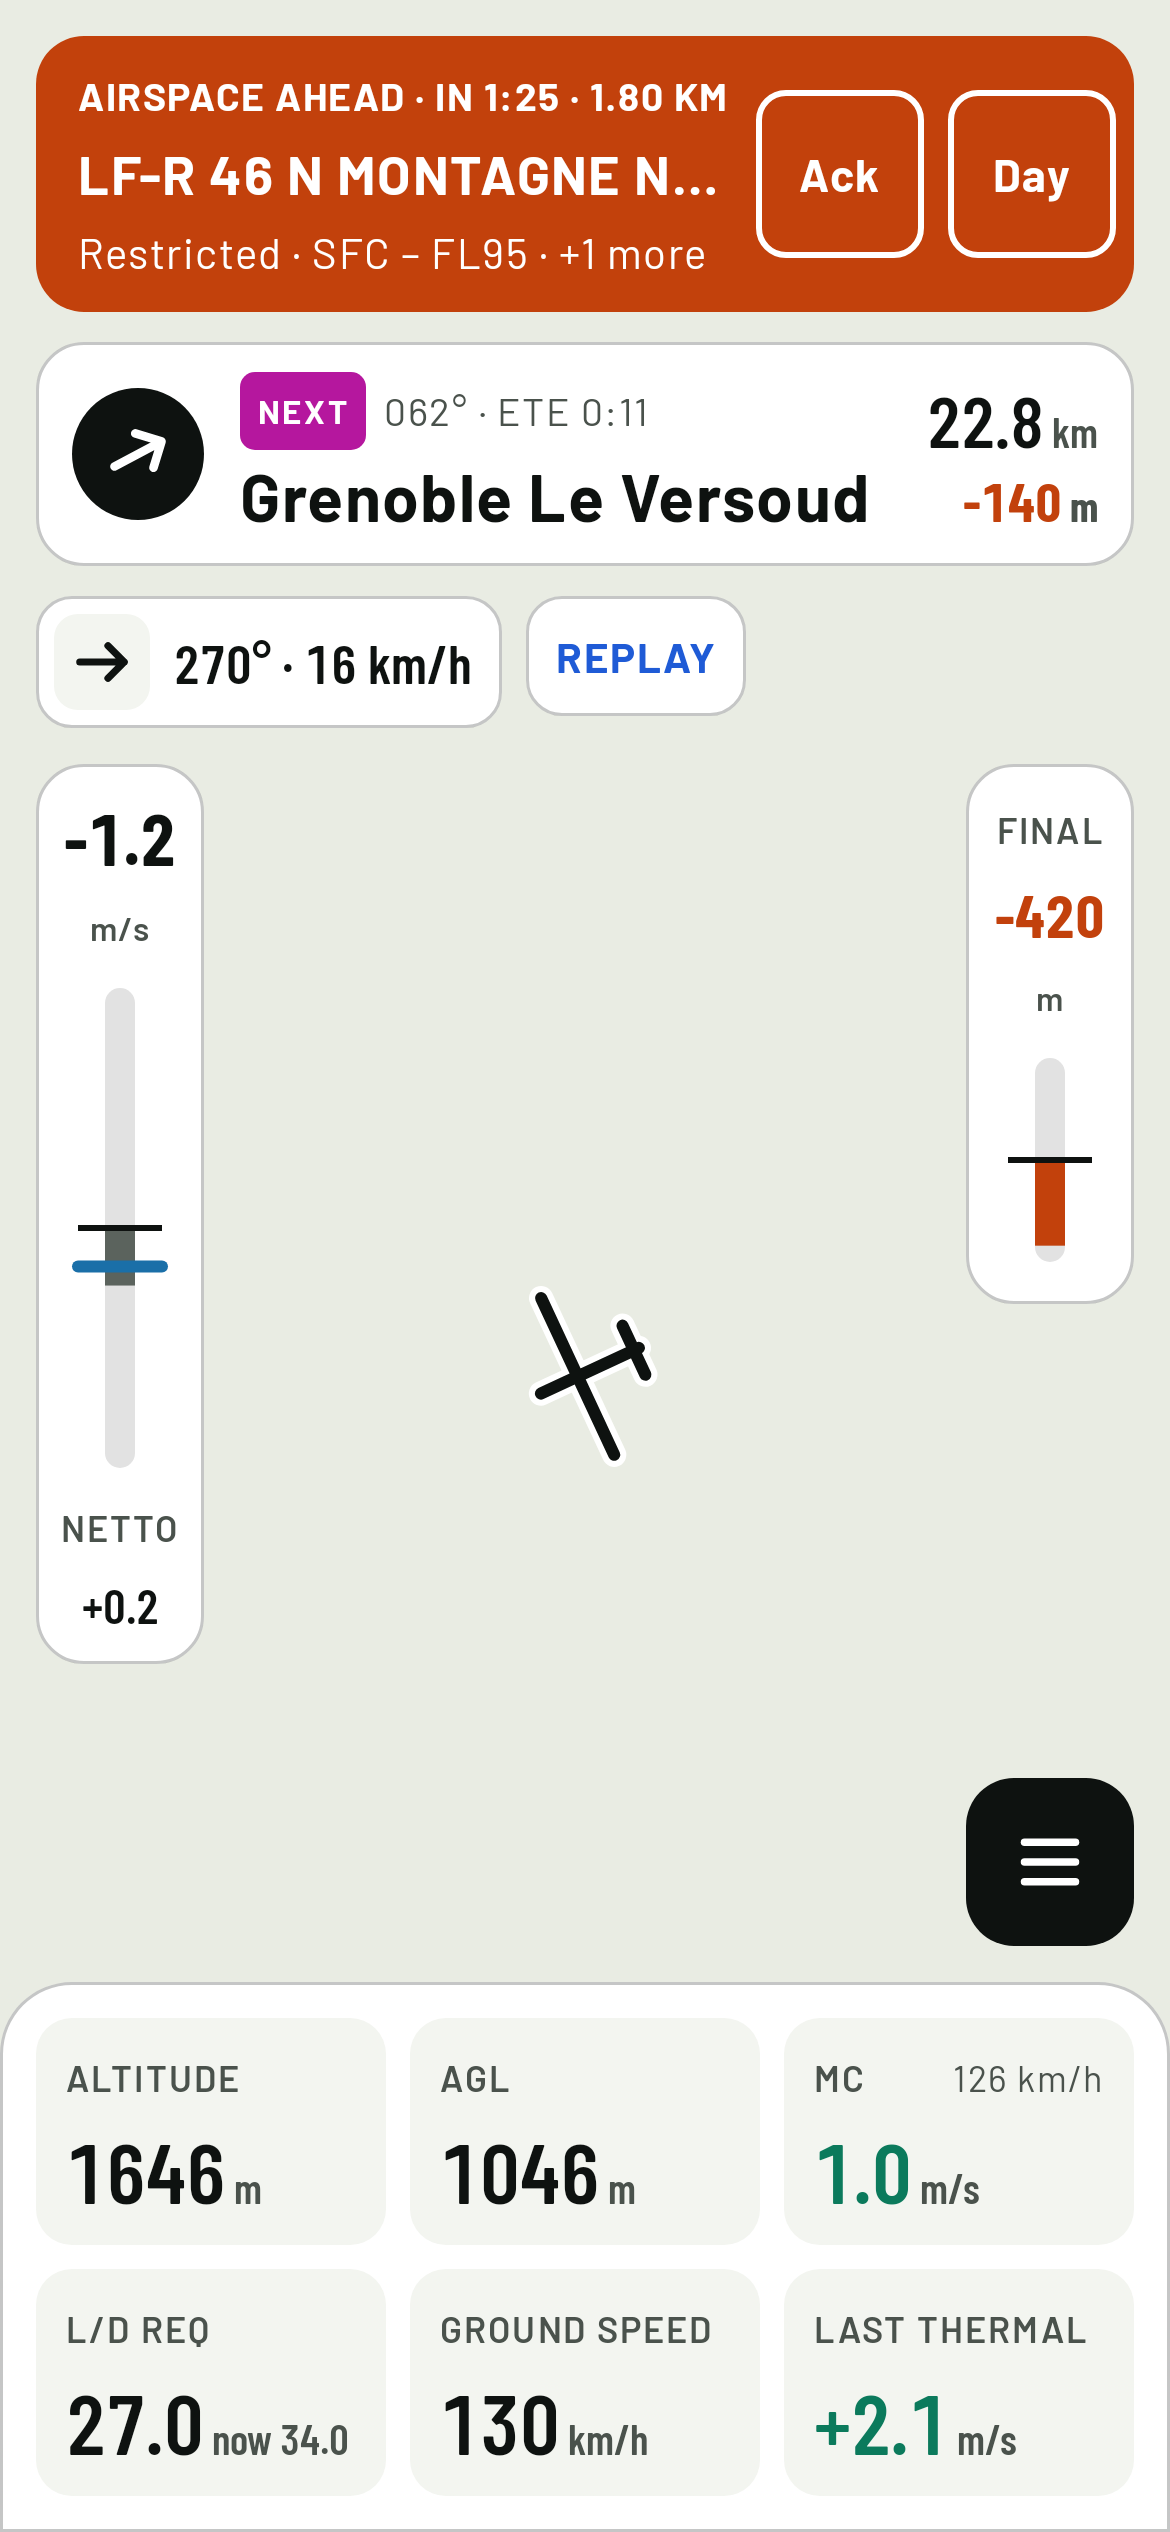 AIRSPACE AHEAD · IN 1:25 · 1.80 KM
LF-R 46 N MONTAGNE N...
Restricted · SFC – FL95 · +1 more
Ack
Day
NEXT 062° · ETE 0:11
Grenoble Le Versoud
22.8 km
-140 m
270° · 16 km/h
REPLAY
-1.2
m/s
NETTO
+0.2
FINAL
-420
m
ALTITUDE
1646 m
AGL
1046 m
MC 126 km/h
1.0 m/s
L/D REQ
27.0 now 34.0
GROUND SPEED
130 km/h
LAST THERMAL
+2.1 m/s